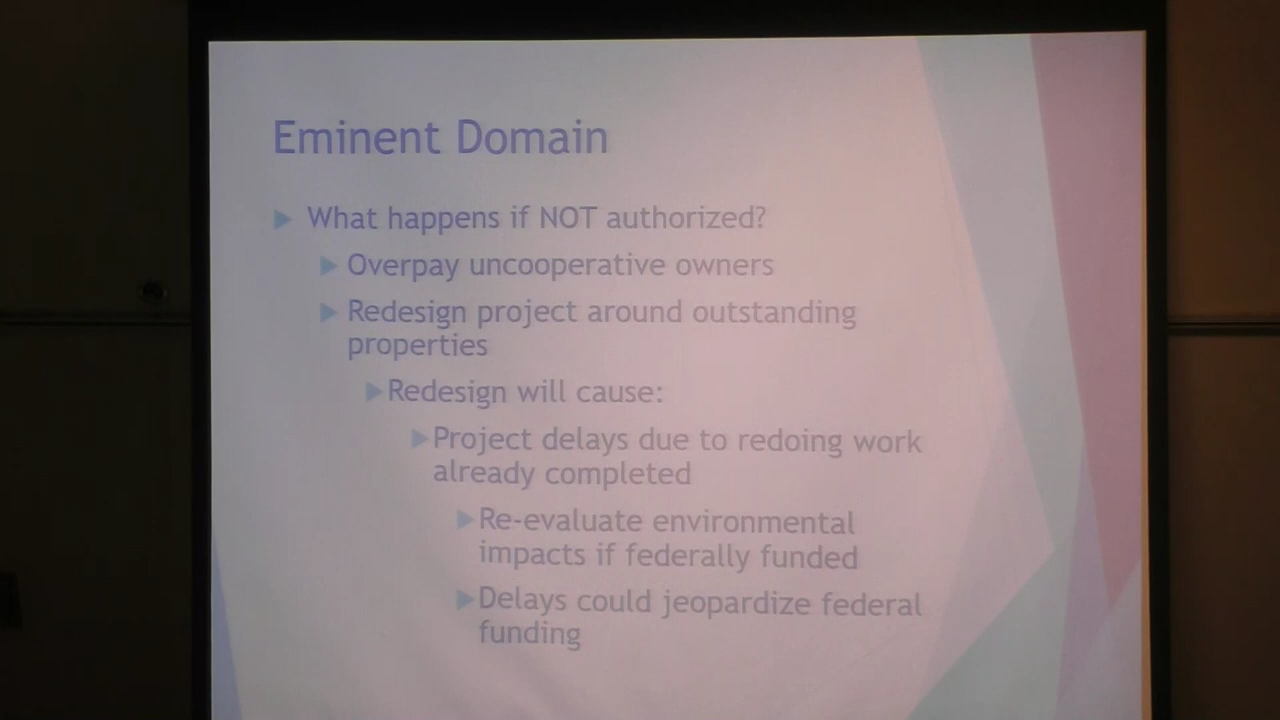 Eminent Domain
What happens if NOT authorized?
Overpay uncooperative owners
Redesign project around outstanding
properties
Redesign will cause:
Project delays due to redoing work
already completed
Re-evaluate environmental
impacts if federally funded
Delays could jeopardize federal
funding